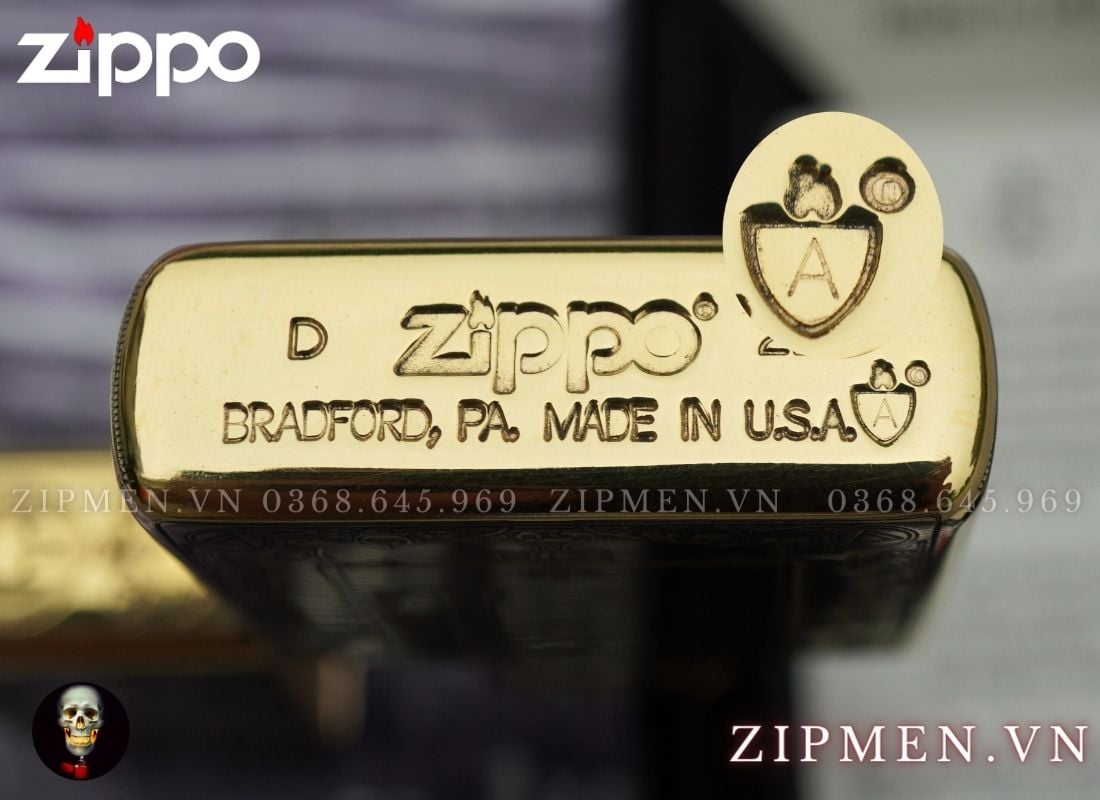 zippo
A
D zippo
BRADFORD, PA. MADE IN U.S.A.
A
ZIPMEN.VN 0368.645.969 ZIPMEN.VN 0368.645.969
ZIPMEN.VN